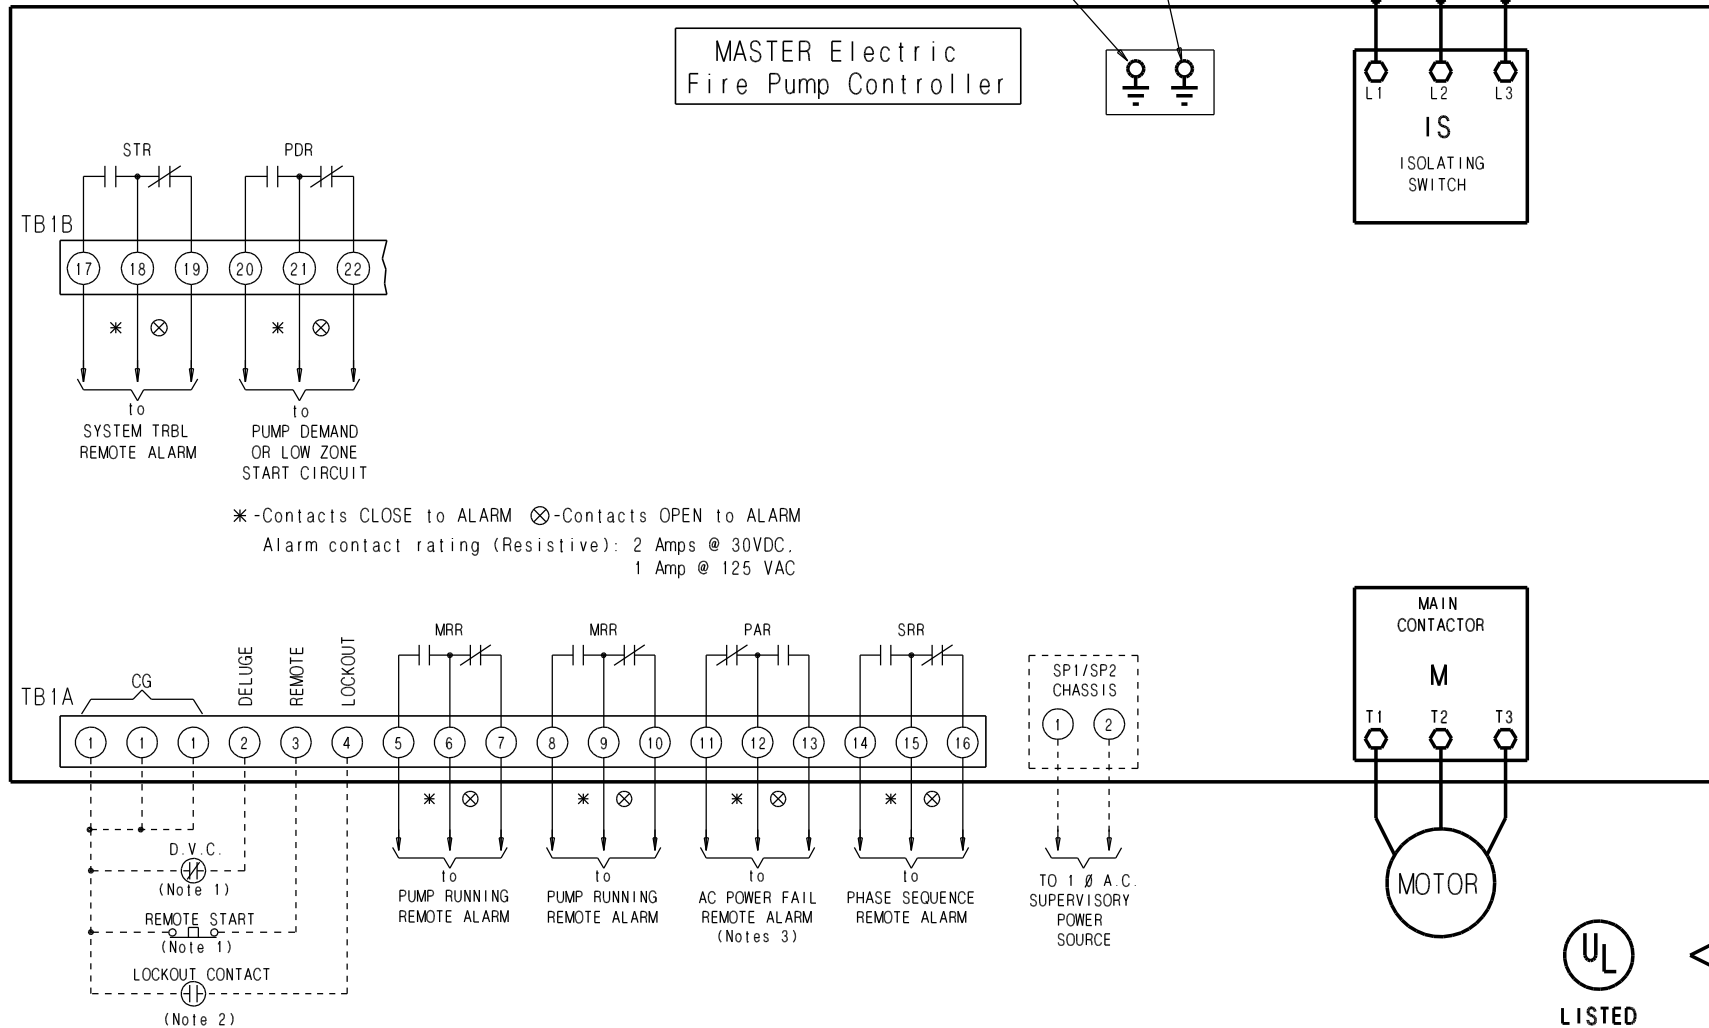 MASTER Electric
Fire Pump Controller
L1 L2 L3
IS
ISOLATING
SWITCH
STR PDR
TB1B
17 18 19 20 21 22
to
SYSTEM TRBL
REMOTE ALARM
to
PUMP DEMAND
OR LOW ZONE
START CIRCUIT
-Contacts CLOSE to ALARM ⊗-Contacts OPEN to ALARM
Alarm contact rating (Resistive): 2 Amps @ 30VDC,
1 Amp @ 125 VAC
TB1A
CG
DELUGE
REMOTE
LOCKOUT
MRR MRR PAR SRR
1 1 1 2 3 4 5 6 7 8 9 10 11 12 13 14 15 16
SP1/SP2
CHASSIS
1 2
MAIN
CONTACTOR
M
T1 T2 T3
D.V.C.
(Note 1)
REMOTE START
(Note 1)
LOCKOUT CONTACT
(Note 2)
to
PUMP RUNNING
REMOTE ALARM
to
PUMP RUNNING
REMOTE ALARM
to
AC POWER FAIL
REMOTE ALARM
(Notes 3)
to
PHASE SEQUENCE
REMOTE ALARM
TO 1 Ø A.C.
SUPERVISORY
POWER
SOURCE
MOTOR
UL
LISTED